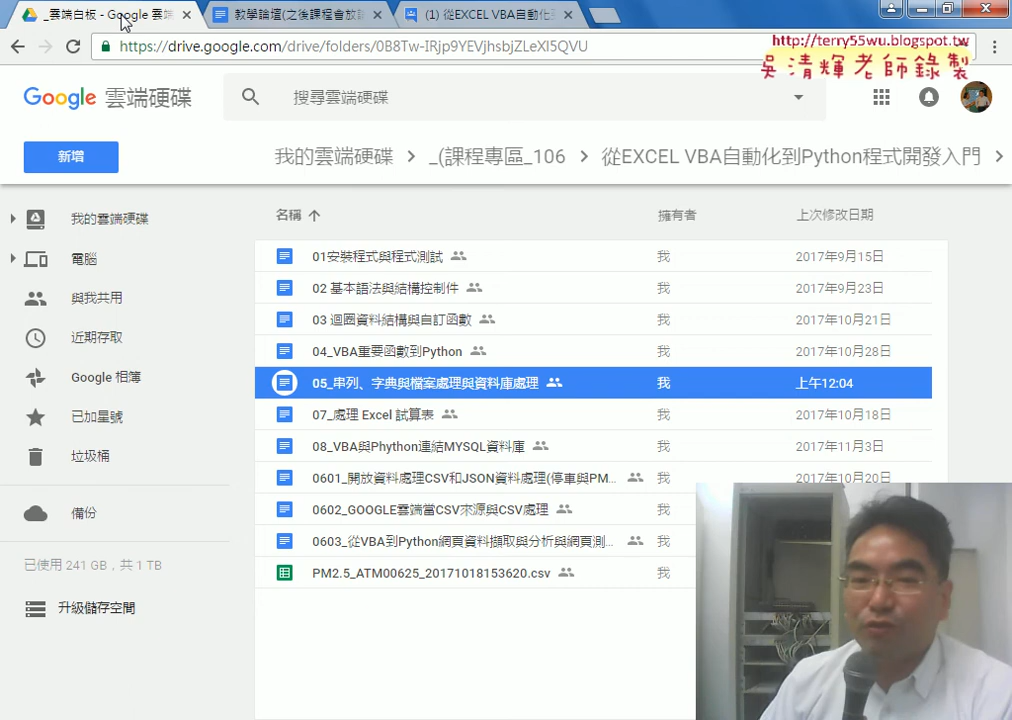 _雲端白板 - Google 雲端
教學論壇(之後課程會放
(1) 從EXCEL VBA自動化
https://drive.google.com/drive/folders/0B8Tw-IRjp9YEVjhsbjZLeXI5QVU
http://terry55wu.blogspot.tw
吳清輝老師錄製
Google 雲端硬碟
搜尋雲端硬碟
新增
我的雲端硬碟 > _(課程專區_106 > 從EXCEL VBA自動化到Python程式開發入門 >
我的雲端硬碟
電腦
與我共用
近期存取
Google 相簿
已加星號
垃圾桶
備份
已使用 241 GB，共 1 TB
升級儲存空間
名稱 擁有者 上次修改日期
01安裝程式與程式測試 我 2017年9月15日
02 基本語法與結構控制件 我 2017年9月23日
03 迴圈資料結構與自訂函數 我 2017年10月21日
04_VBA重要函數到Python 我 2017年10月28日
05_串列、字典與檔案處理與資料庫處理 我 上午12:04
07_處理 Excel 試算表 我 2017年10月18日
08_VBA與Phython連結MYSQL資料庫 我 2017年11月3日
0601_開放資料處理CSV和JSON資料處理(停車與PM... 我 2017年10月20日
0602_GOOGLE雲端當CSV來源與CSV處理 我
0603_從VBA到Python網頁資料擷取與分析與網頁測... 我
PM2.5_ATM00625_20171018153620.csv 我